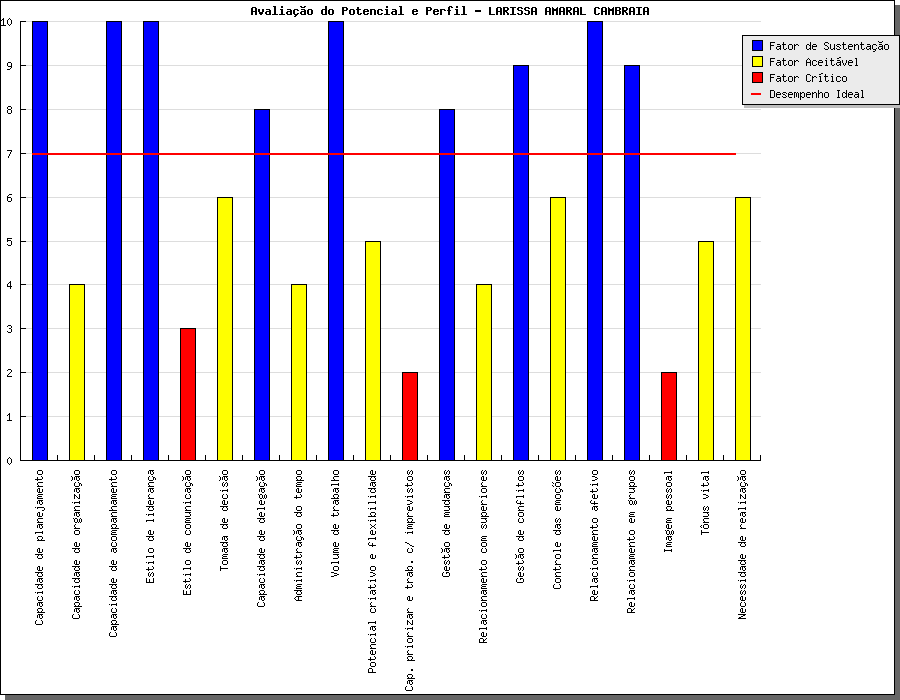 Avaliação do Potencial e Perfil - LARISSA AMARAL CAMBRAIA
Fator de Sustentação
Fator Aceitável
Fator Crítico
Desempenho Ideal
10
9
8
7
6
5
4
3
2
1
0
Capacidade de planejamento
Capacidade de organização
Capacidade de acompanhamento
Estilo de liderança
Estilo de comunicação
Tomada de decisão
Capacidade de delegação
Administração do tempo
Volume de trabalho
Potencial criativo e flexibilidade
Cap. priorizar e trab. c/ imprevistos
Gestão de mudanças
Relacionamento com superiores
Gestão de conflitos
Controle das emoções
Relacionamento afetivo
Relacionamento em grupos
Imagem pessoal
Tônus vital
Necessidade de realização